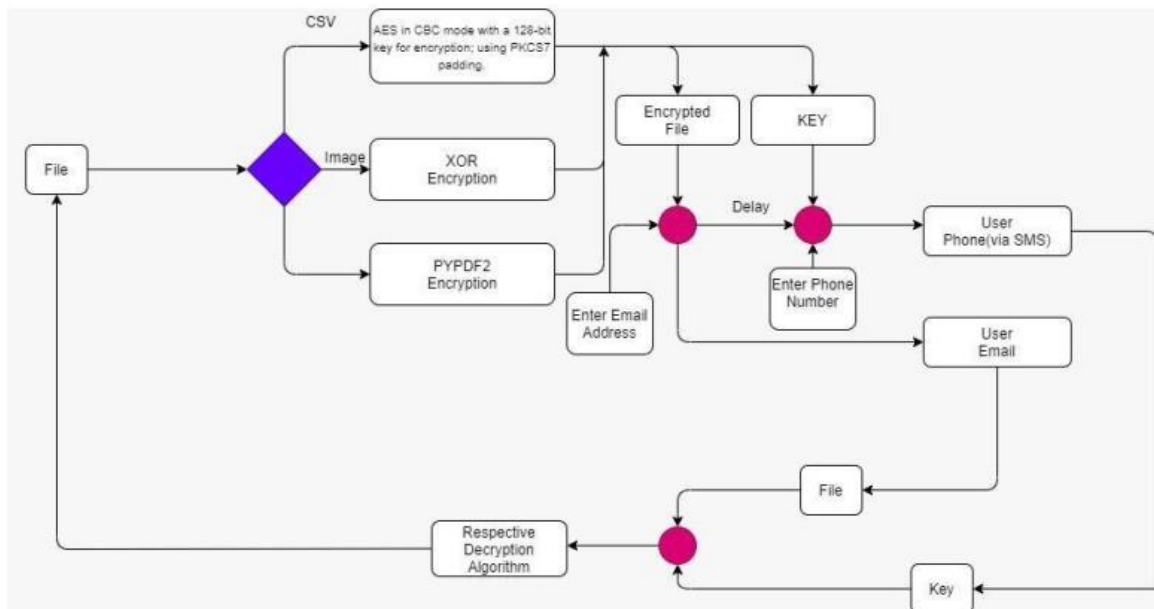 CSV
AES in CBC mode with a 128-bit
key for encryption; using PKCS7
padding.
Encrypted
File
KEY
File
Image
XOR
Encryption
Delay
User
Phone(via SMS)
PYPDF2
Encryption
Enter Phone
Number
Enter Email
Address
User
Email
File
Respective
Decryption
Algorithm
Key